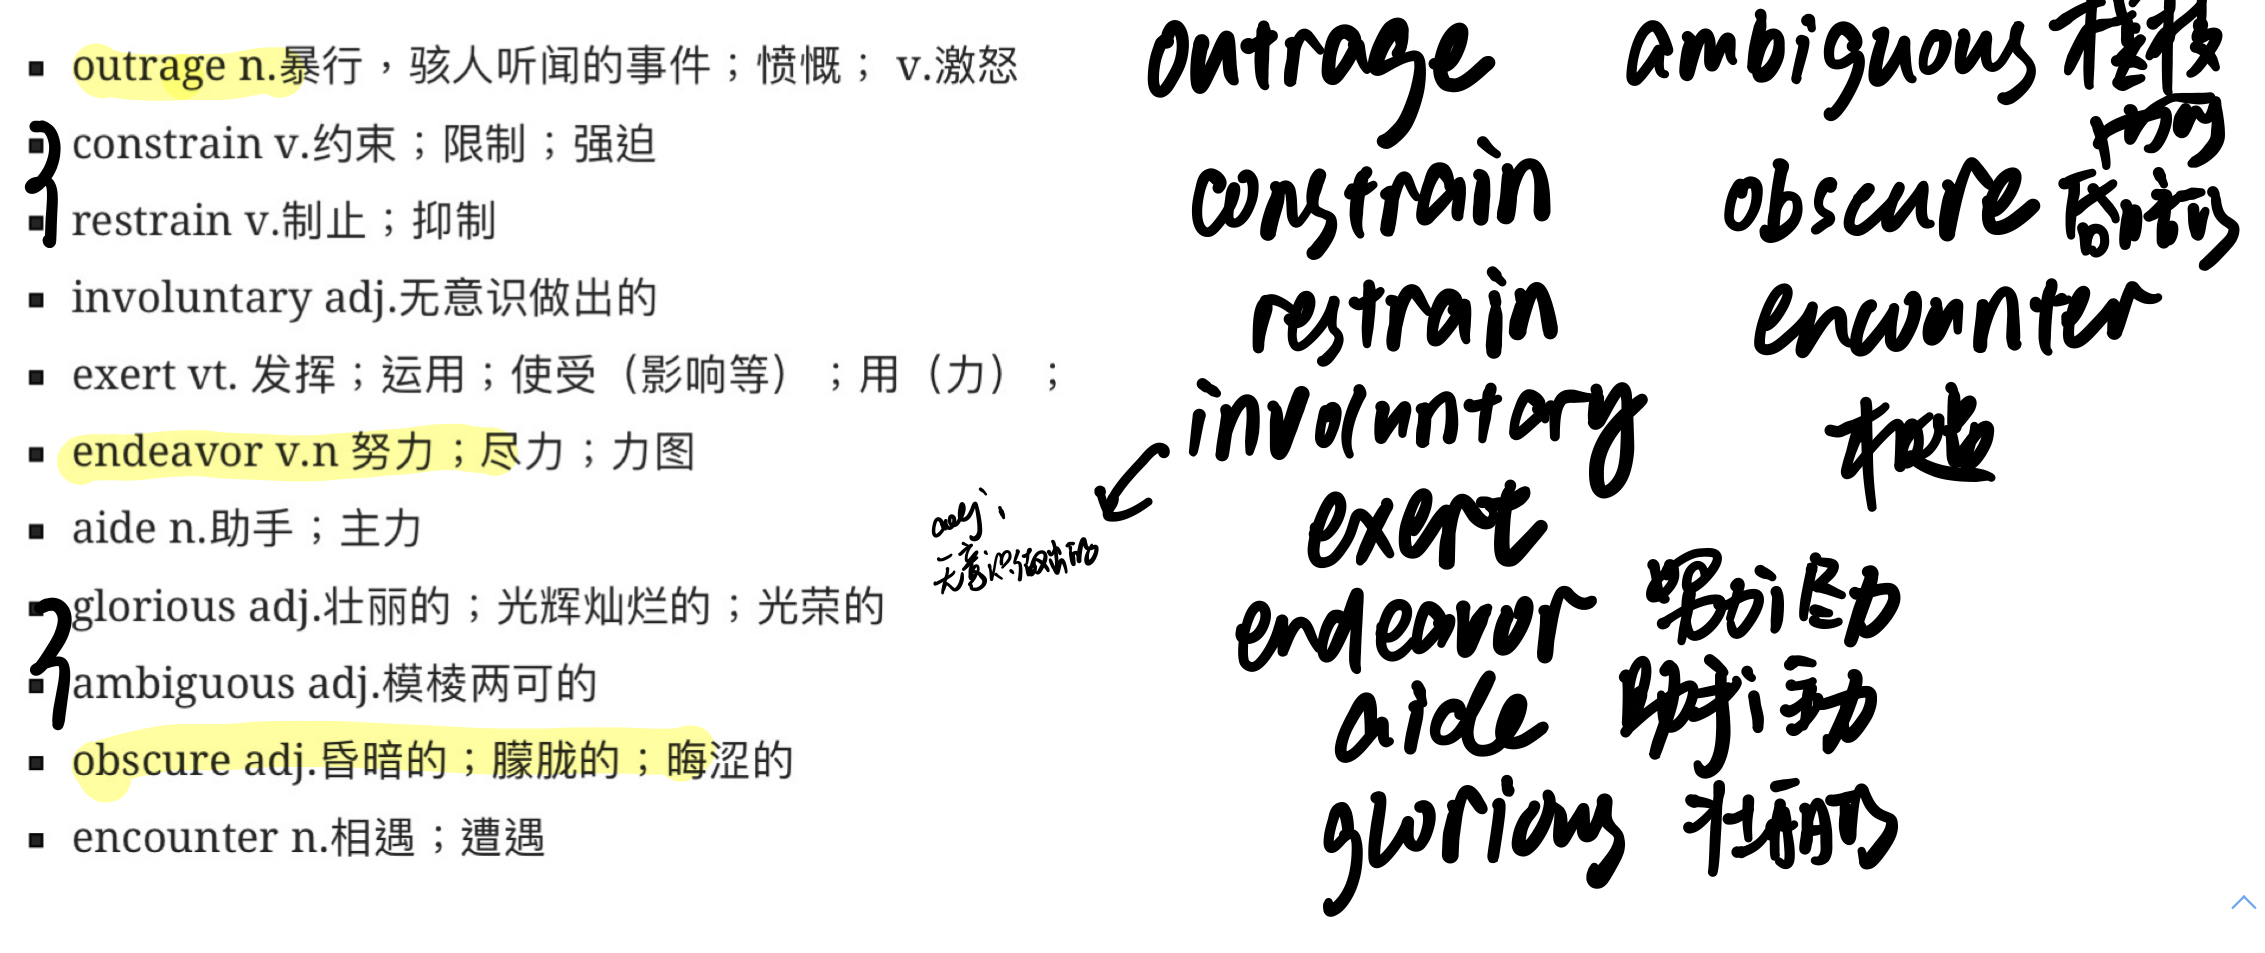 outrage n.暴行，骇人听闻的事件；愤慨； v.激怒
constrain v.约束；限制；强迫
restrain v.制止；抑制
involuntary adj.无意识做出的
exert vt. 发挥；运用；使受（影响等）；用（力）；
endeavor v.n 努力；尽力；力图
aide n.助手；主力
glorious adj.壮丽的；光辉灿烂的；光荣的
ambiguous adj.模棱两可的
obscure adj.昏暗的；朦胧的；晦涩的
encounter n.相遇；遭遇
outrage
constrain
restrain
involuntary
adj.
无意识做出的
exert
endeavor 努力；尽力
aide 助手；主力
glorious 壮丽的
ambiguous 模棱
两可
obscure 昏暗的
encounter
相遇